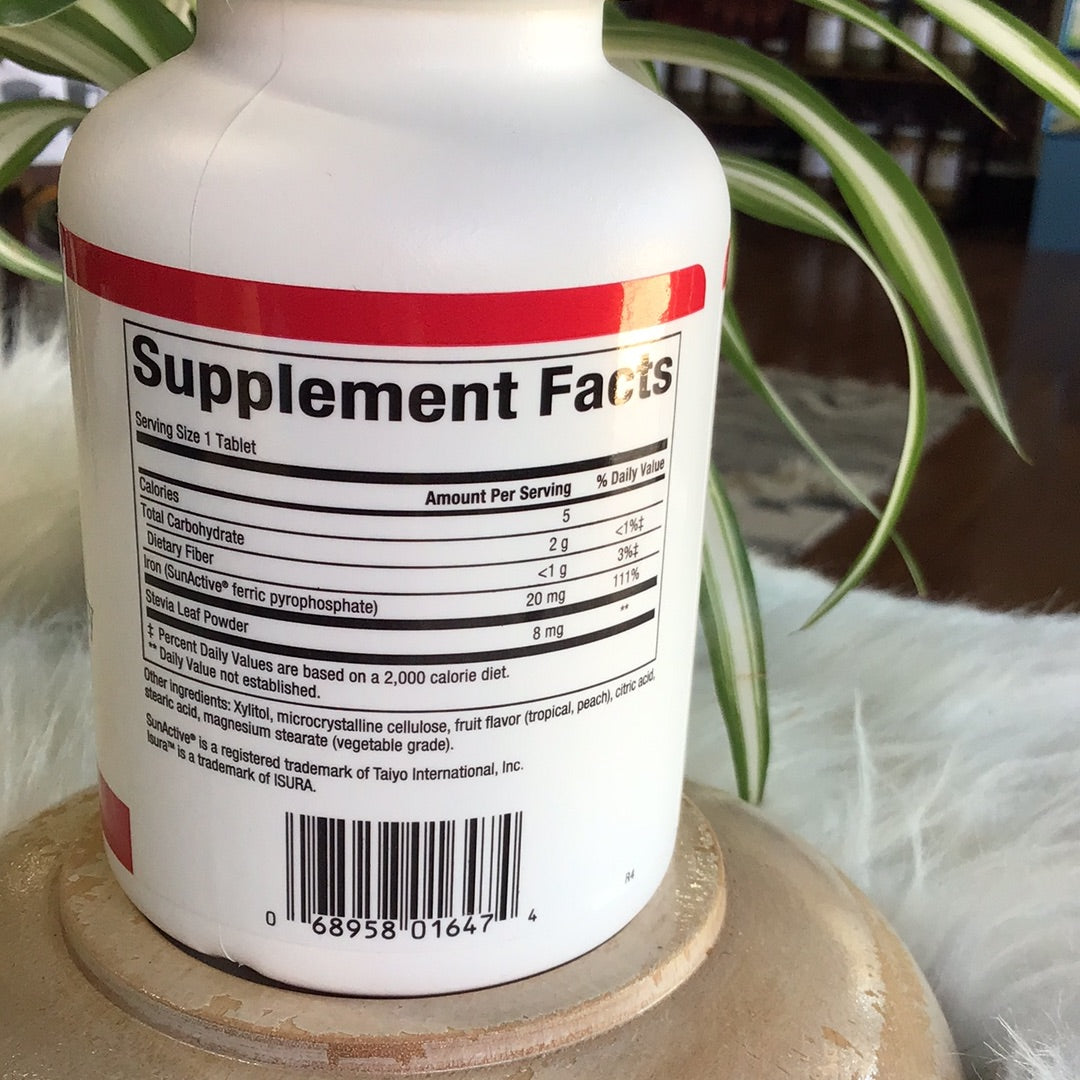 Supplement Facts
Serving Size 1 Tablet
Amount Per Serving % Daily Value
Calories 5
Total Carbohydrate 2 g <1%‡
Dietary Fiber <1 g 3%‡
Iron (SunActive® ferric pyrophosphate) 20 mg 111%
Stevia Leaf Powder 8 mg **
‡ Percent Daily Values are based on a 2,000 calorie diet.
** Daily Value not established.
Other ingredients: Xylitol, microcrystalline cellulose, fruit flavor (tropical, peach), citric acid,
stearic acid, magnesium stearate (vegetable grade).
SunActive® is a registered trademark of Taiyo International, Inc.
Isura™ is a trademark of ISURA.
R4
0 68958 01647 4